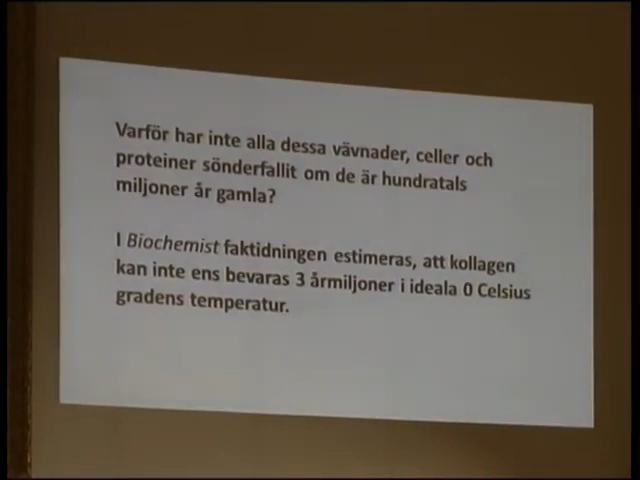 Varför har inte alla dessa vävnader, celler och
proteiner sönderfallit om de är hundratals
miljoner år gamla?
I Biochemist faktidningen estimeras, att kollagen
kan inte ens bevaras 3 årmiljoner i ideala 0 Celsius
gradens temperatur.